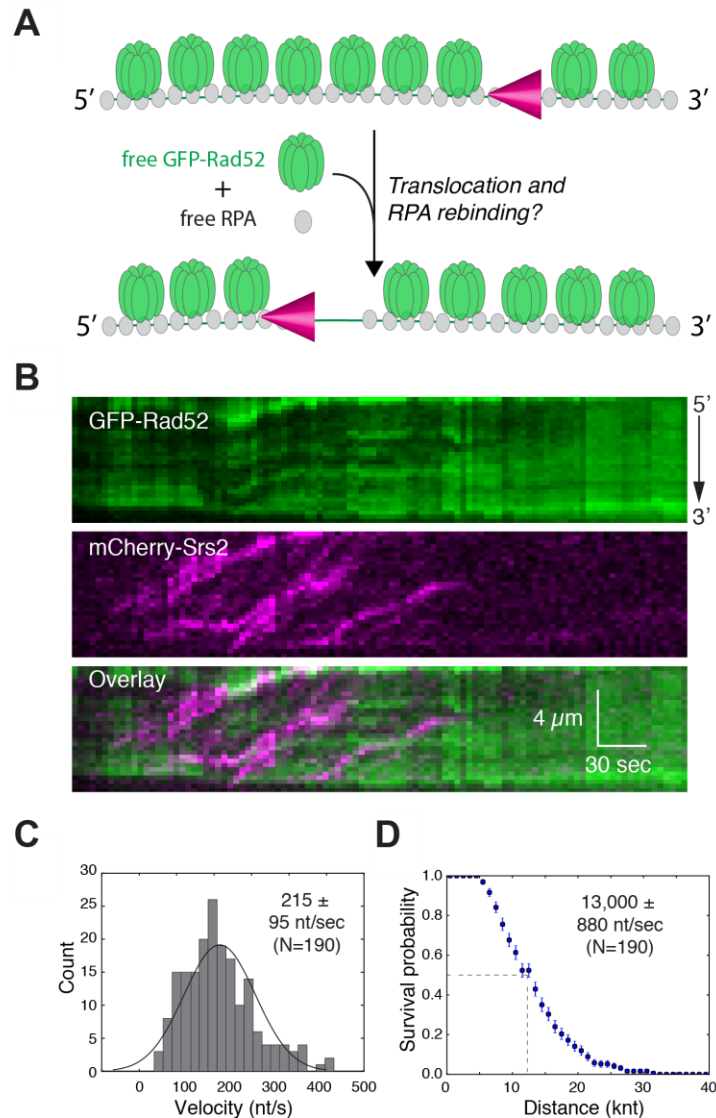 A
5′
3′
free GFP-Rad52
+
free RPA
Translocation and
RPA rebinding?
5′
3′
B
GFP-Rad52
5′
3′
mCherry-Srs2
Overlay
4 µm
30 sec
C
30
25
20
15
10
5
0
Count
215 ±
95 nt/sec
(N=190)
0 100 200 300 400 500
Velocity (nt/s)
D
1.0
0.8
0.6
0.4
0.2
0.0
Survival probability
13,000 ±
880 nt/sec
(N=190)
0 10 20 30 40
Distance (knt)